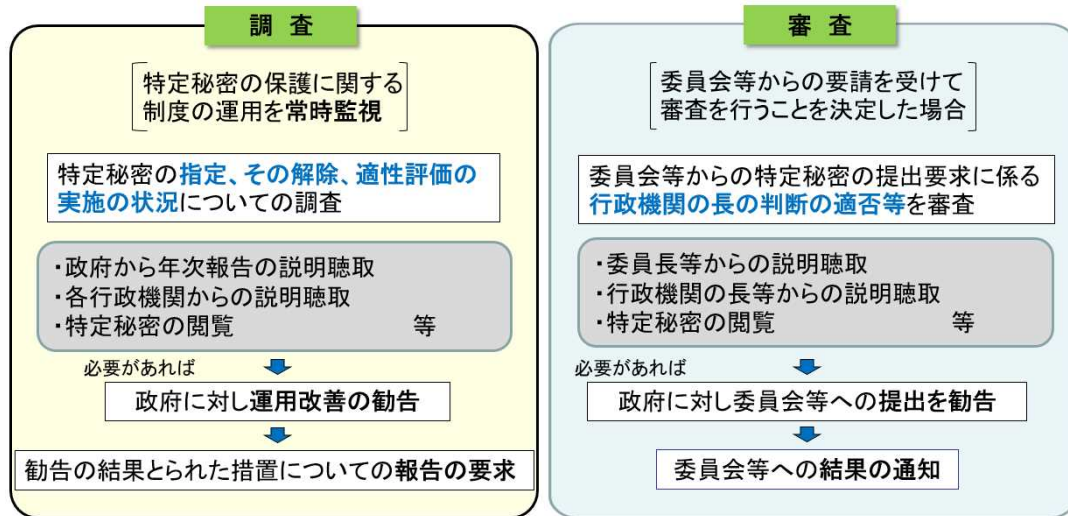 調 査
特定秘密の保護に関する
制度の運用を常時監視
特定秘密の指定、その解除、適性評価の
実施の状況についての調査
・政府から年次報告の説明聴取
・各行政機関からの説明聴取
・特定秘密の閲覧 等
必要があれば
政府に対し運用改善の勧告
勧告の結果とられた措置についての報告の要求
審 査
委員会等からの要請を受けて
審査を行うことを決定した場合
委員会等からの特定秘密の提出要求に係る
行政機関の長の判断の適否等を審査
・委員長等からの説明聴取
・行政機関の長等からの説明聴取
・特定秘密の閲覧 等
必要があれば
政府に対し委員会等への提出を勧告
委員会等への結果の通知